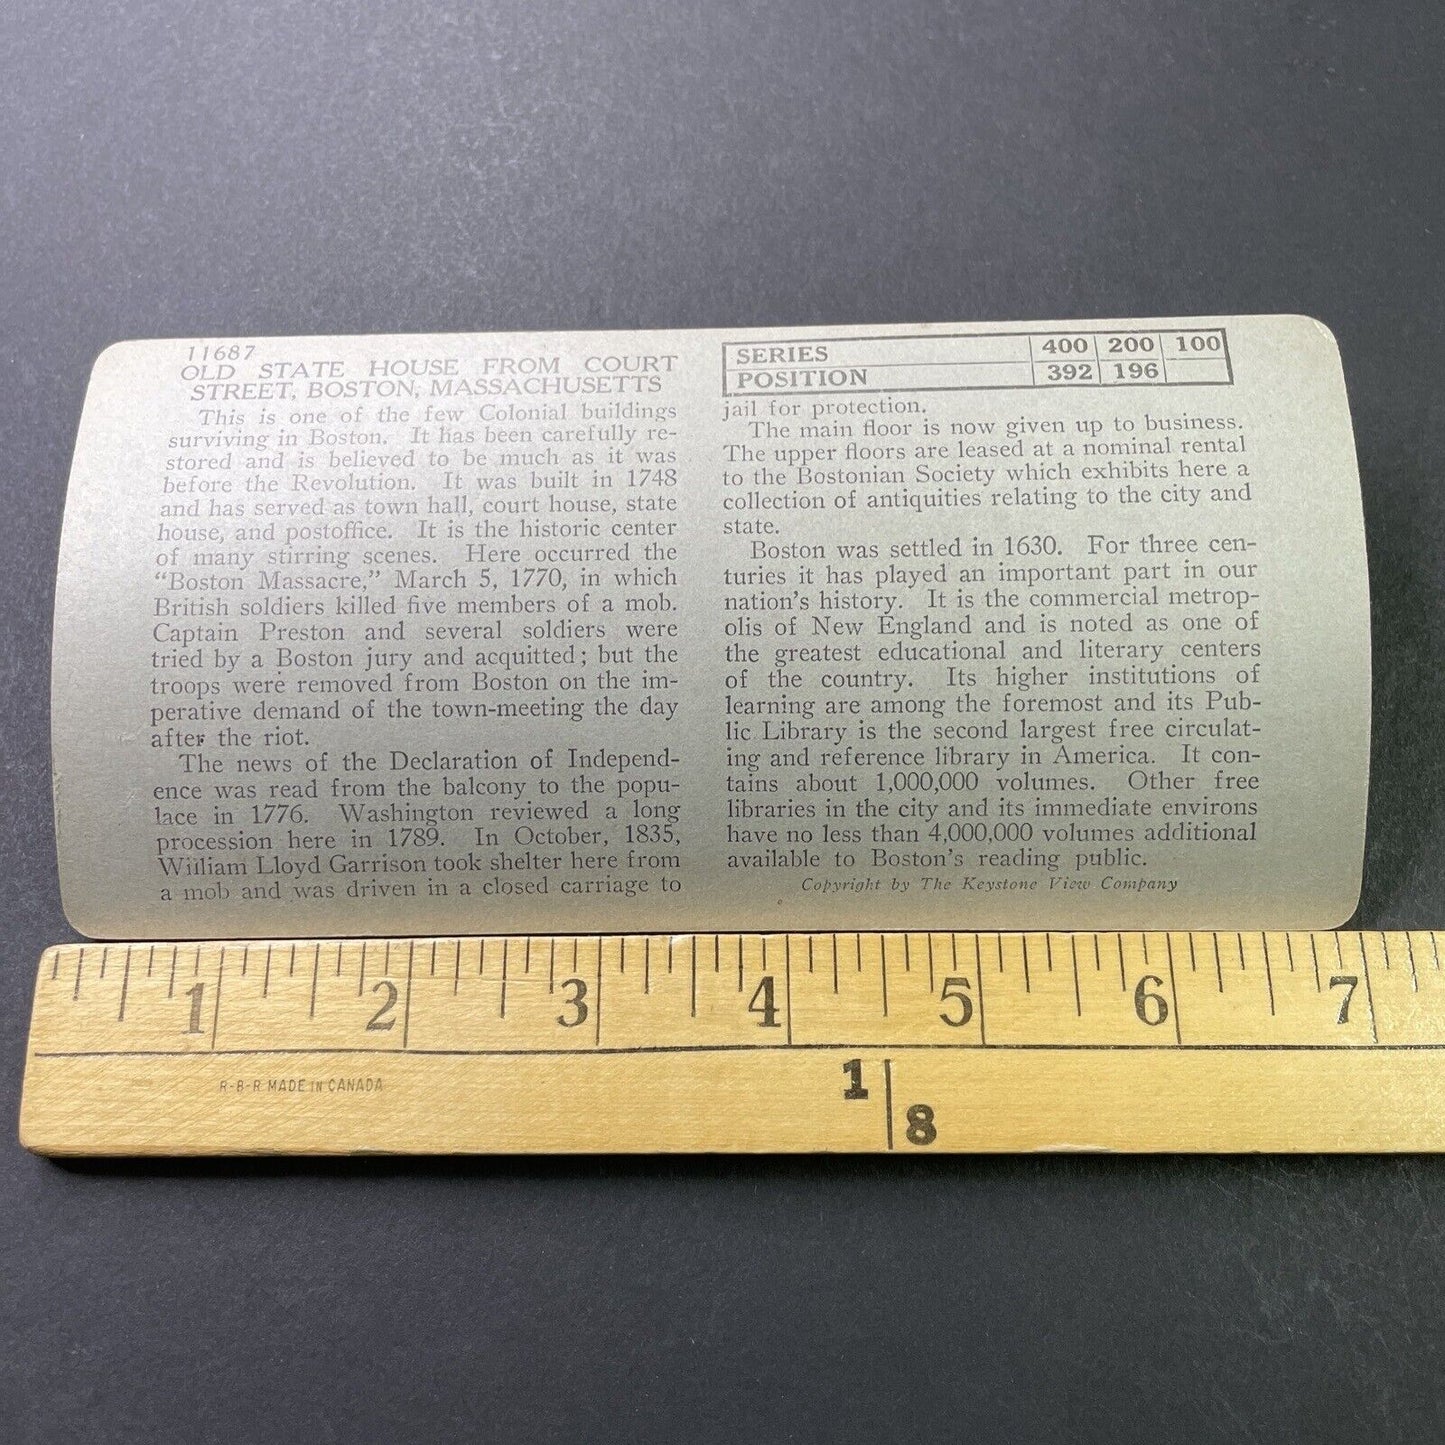 11687
OLD STATE HOUSE FROM COURT
STREET, BOSTON, MASSACHUSETTS
This is one of the few Colonial buildings
surviving in Boston. It has been carefully re-
stored and is believed to be much as it was
before the Revolution. It was built in 1748
and has served as town hall, court house, state
house, and postoffice. It is the historic center
of many stirring scenes. Here occurred the
“Boston Massacre,” March 5, 1770, in which
British soldiers killed five members of a mob.
Captain Preston and several soldiers were
tried by a Boston jury and acquitted; but the
troops were removed from Boston on the im-
perative demand of the town-meeting the day
after the riot.
The news of the Declaration of Independ-
ence was read from the balcony to the popu-
lace in 1776. Washington reviewed a long
procession here in 1789. In October, 1835,
William Lloyd Garrison took shelter here from
a mob and was driven in a closed carriage to
SERIES 400 200 100
POSITION 392 196
jail for protection.
The main floor is now given up to business.
The upper floors are leased at a nominal rental
to the Bostonian Society which exhibits here a
collection of antiquities relating to the city and
state.
Boston was settled in 1630. For three cen-
turies it has played an important part in our
nation's history. It is the commercial metrop-
olis of New England and is noted as one of
the greatest educational and literary centers
of the country. Its higher institutions of
learning are among the foremost and its Pub-
lic Library is the second largest free circulat-
ing and reference library in America. It con-
tains about 1,000,000 volumes. Other free
libraries in the city and its immediate environs
have no less than 4,000,000 volumes additional
available to Boston's reading public.
Copyright by The Keystone View Company
1 2 3 4 5 6 7
R-B-R MADE IN CANADA
1
8